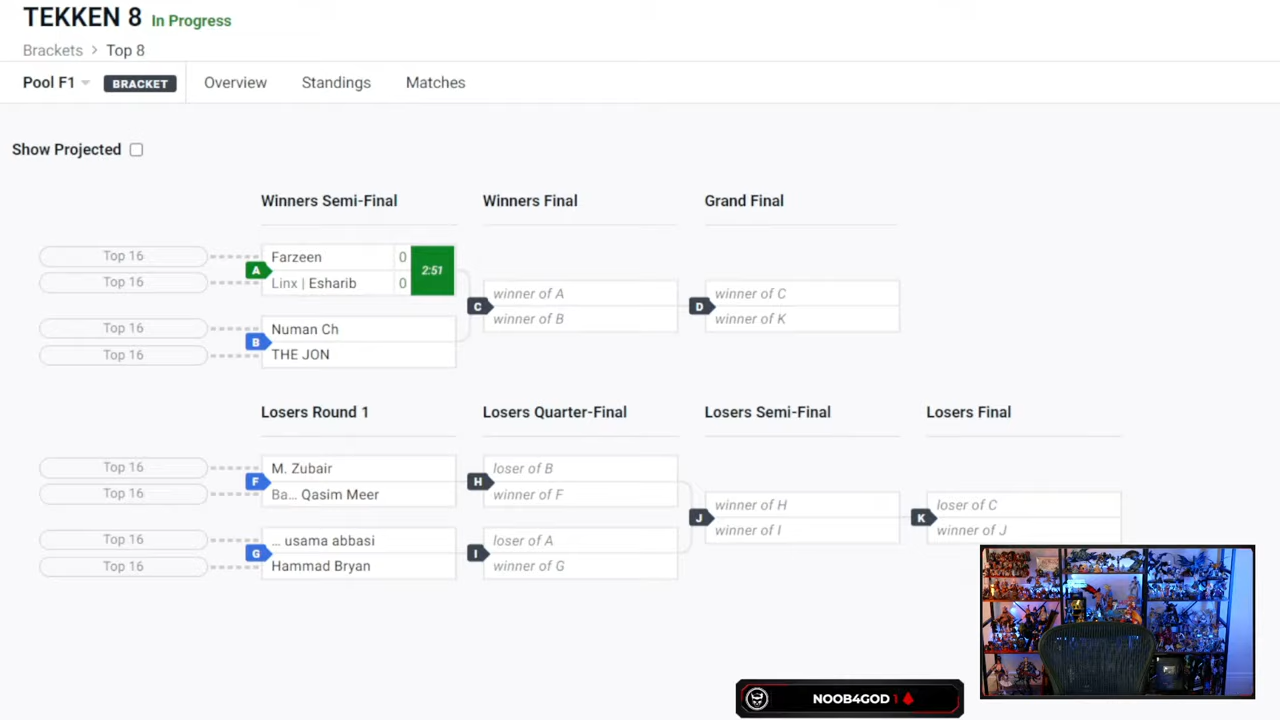 TEKKEN 8 In Progress
Brackets > Top 8
Pool F1 BRACKET Overview Standings Matches
Show Projected
Winners Semi-Final Winners Final Grand Final
Top 16 Farzeen 0
Top 16 A Linx | Esharib 0 2:51
Top 16 Numan Ch
Top 16 B THE JON
C winner of A
winner of B
D winner of C
winner of K
Losers Round 1 Losers Quarter-Final Losers Semi-Final Losers Final
Top 16 M. Zubair
Top 16 F Ba... Qasim Meer
Top 16 ... usama abbasi
Top 16 G Hammad Bryan
H loser of B
winner of F
I loser of A
winner of G
J winner of H
winner of I
K loser of C
winner of J
NOOB4GOD 1